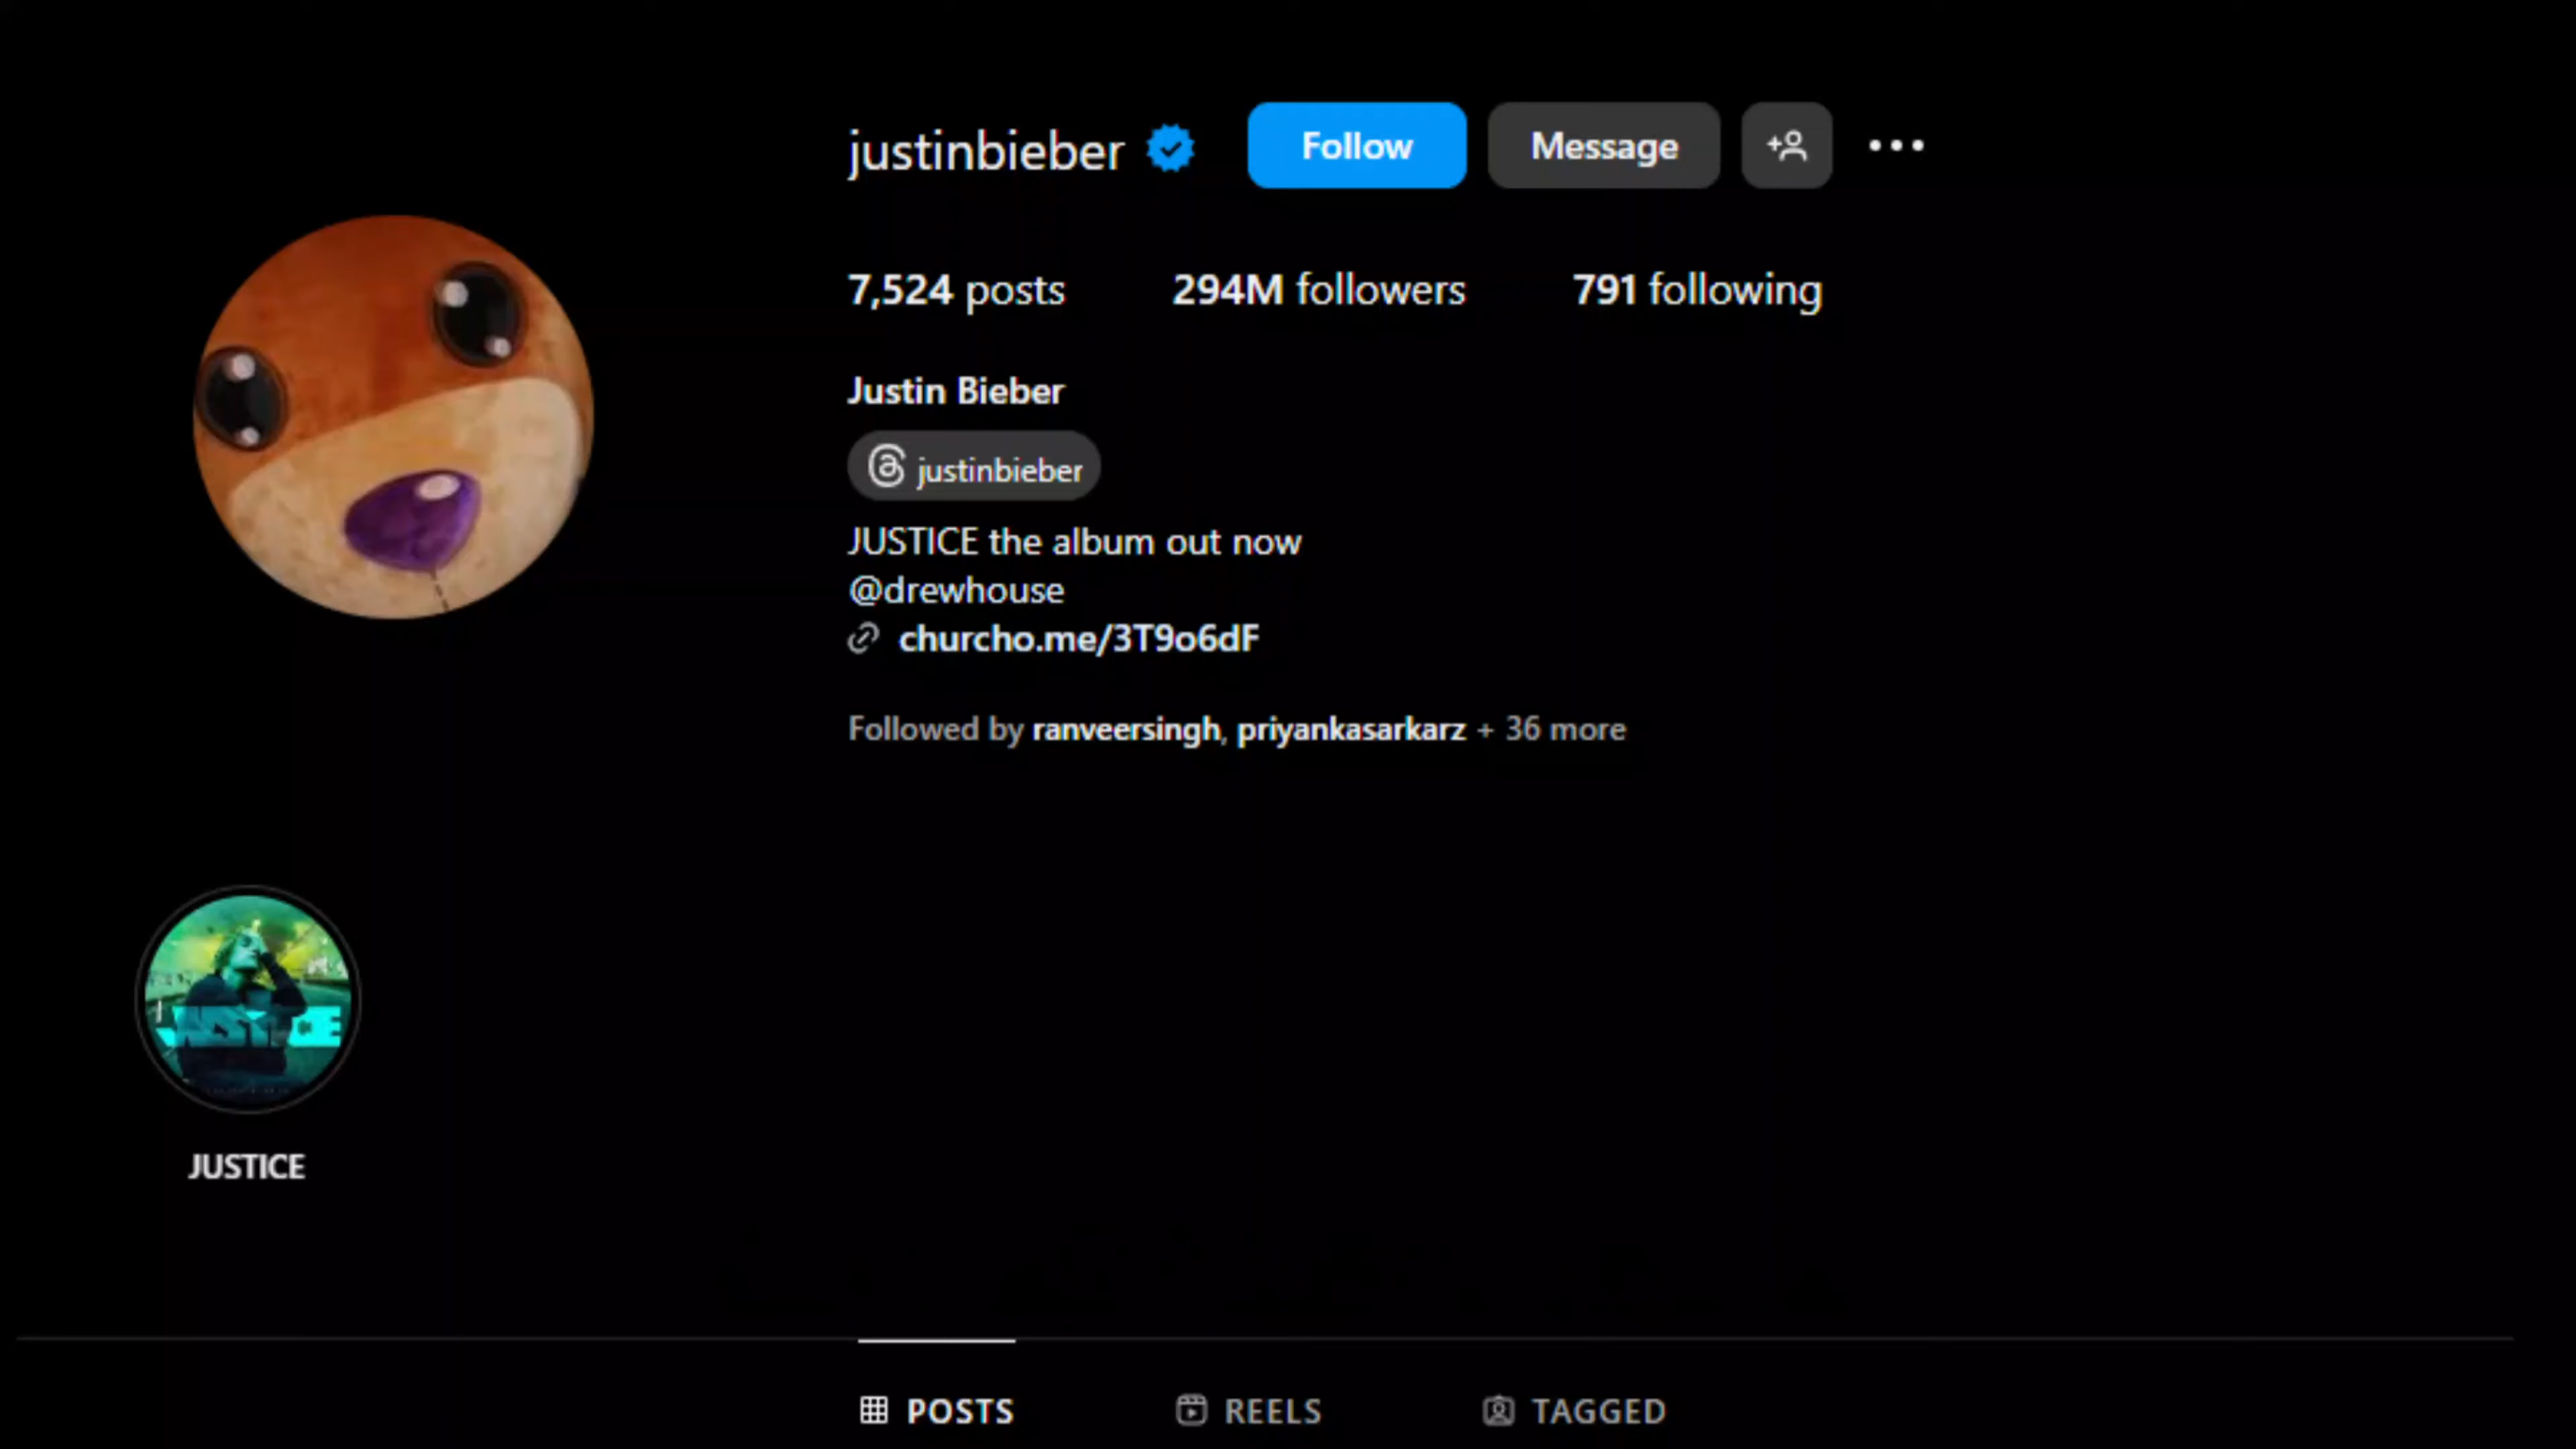 justinbieber Follow Message
7,524 posts 294M followers 791 following
Justin Bieber
justinbieber
JUSTICE the album out now
@drewhouse
churcho.me/3T9o6dF
Followed by ranveersingh, priyankasarkarz + 36 more
JUSTICE
JUSTICE
POSTS REELS TAGGED